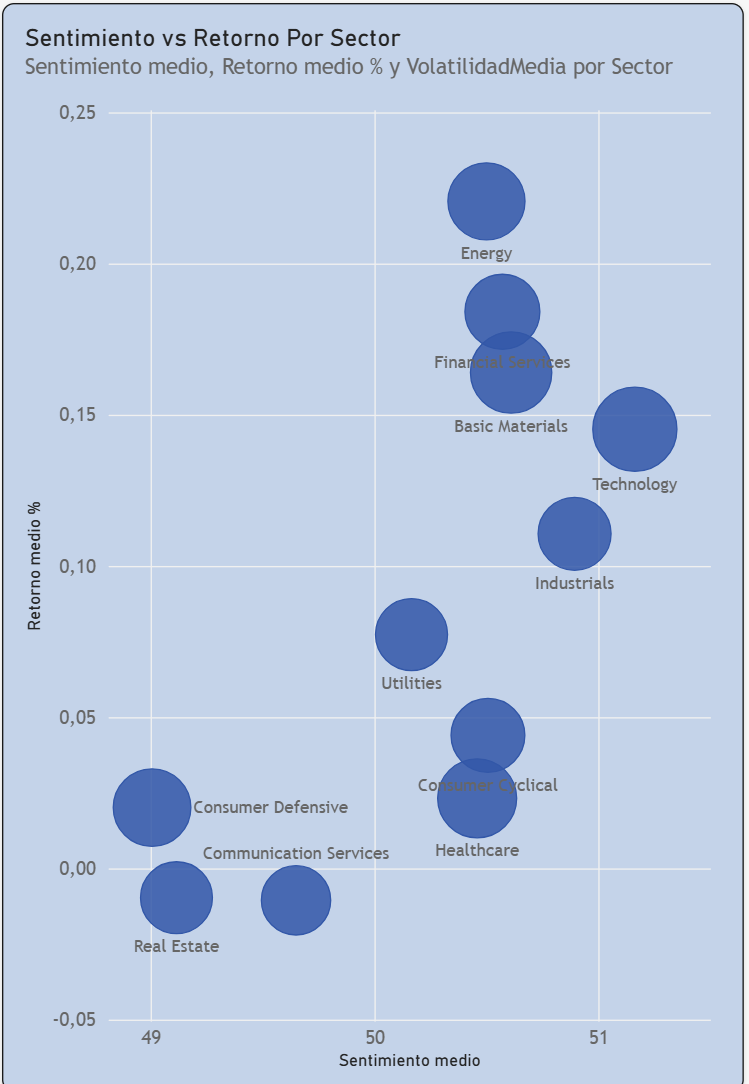 Sentimiento vs Retorno Por Sector
Sentimiento medio, Retorno medio % y VolatilidadMedia por Sector
0,25
Energy
0,20
Financial Services
0,15
Basic Materials
Technology
Retorno medio %
0,10
Industrials
Utilities
0,05
Consumer Cyclical
Consumer Defensive
Healthcare
Communication Services
0,00
Real Estate
-0,05
49 50 51
Sentimiento medio